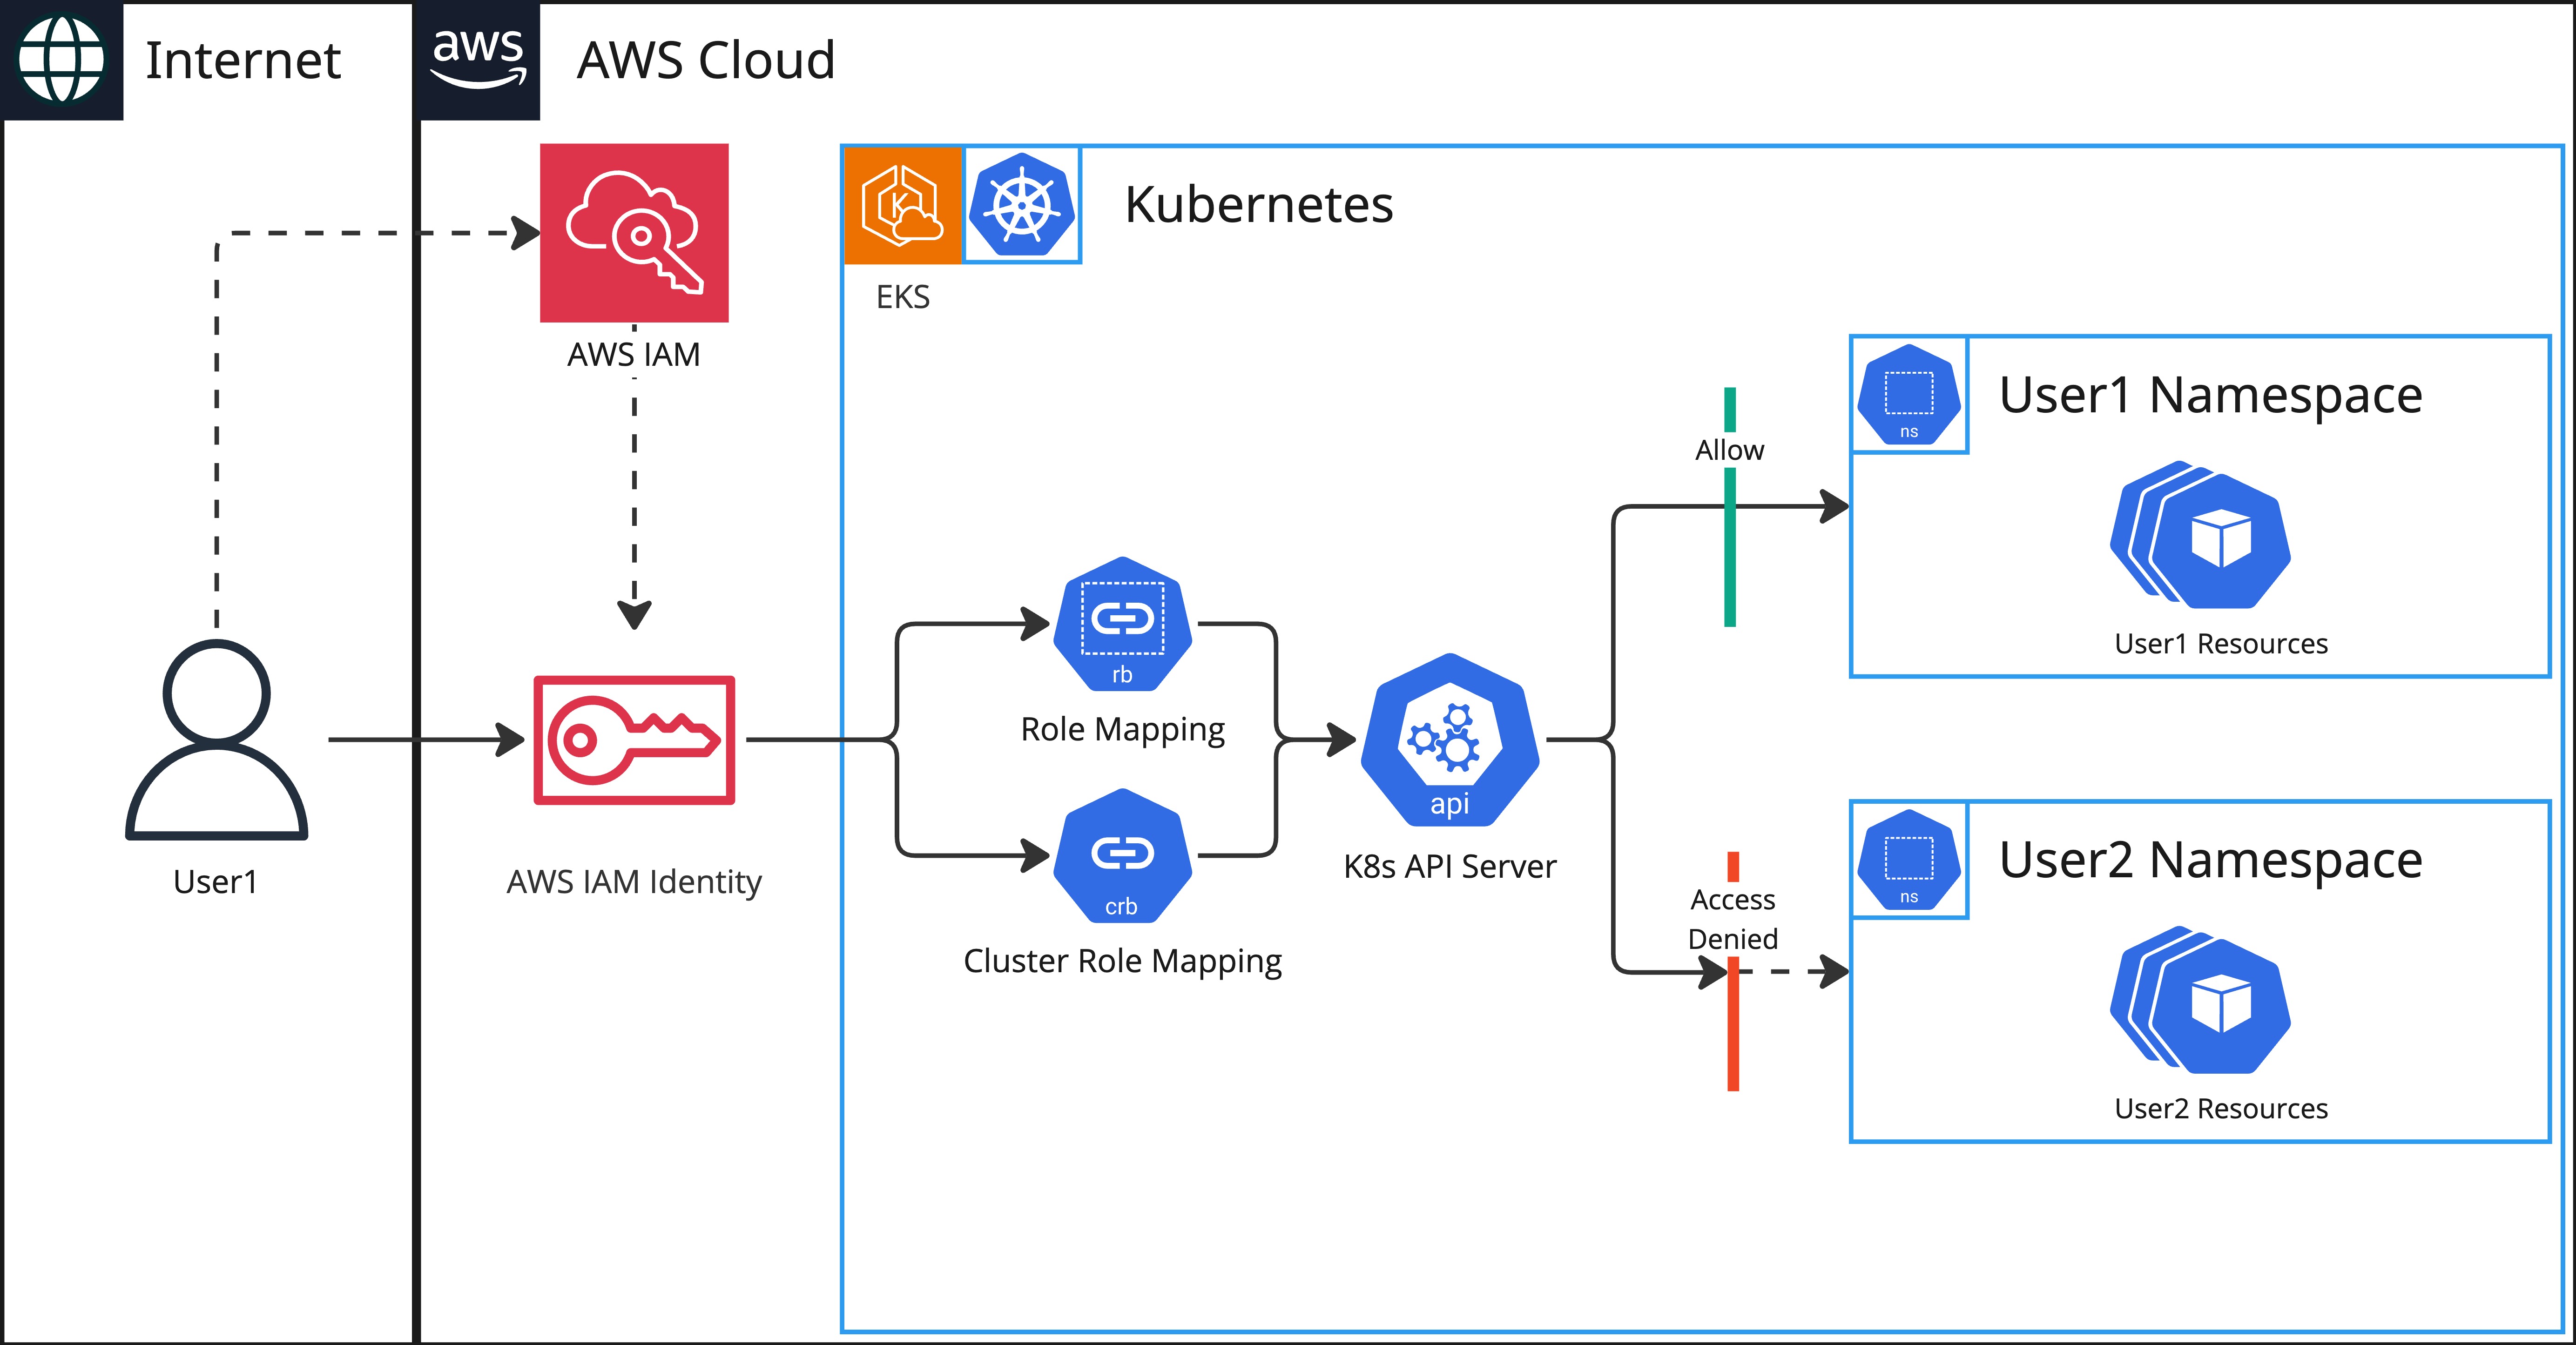 Internet
aws
AWS Cloud
AWS IAM
K
Kubernetes
EKS
ns
User1 Namespace
Allow
User1 Resources
rb
Role Mapping
User1
AWS IAM Identity
api
K8s API Server
crb
Cluster Role Mapping
ns
User2 Namespace
Access
Denied
User2 Resources